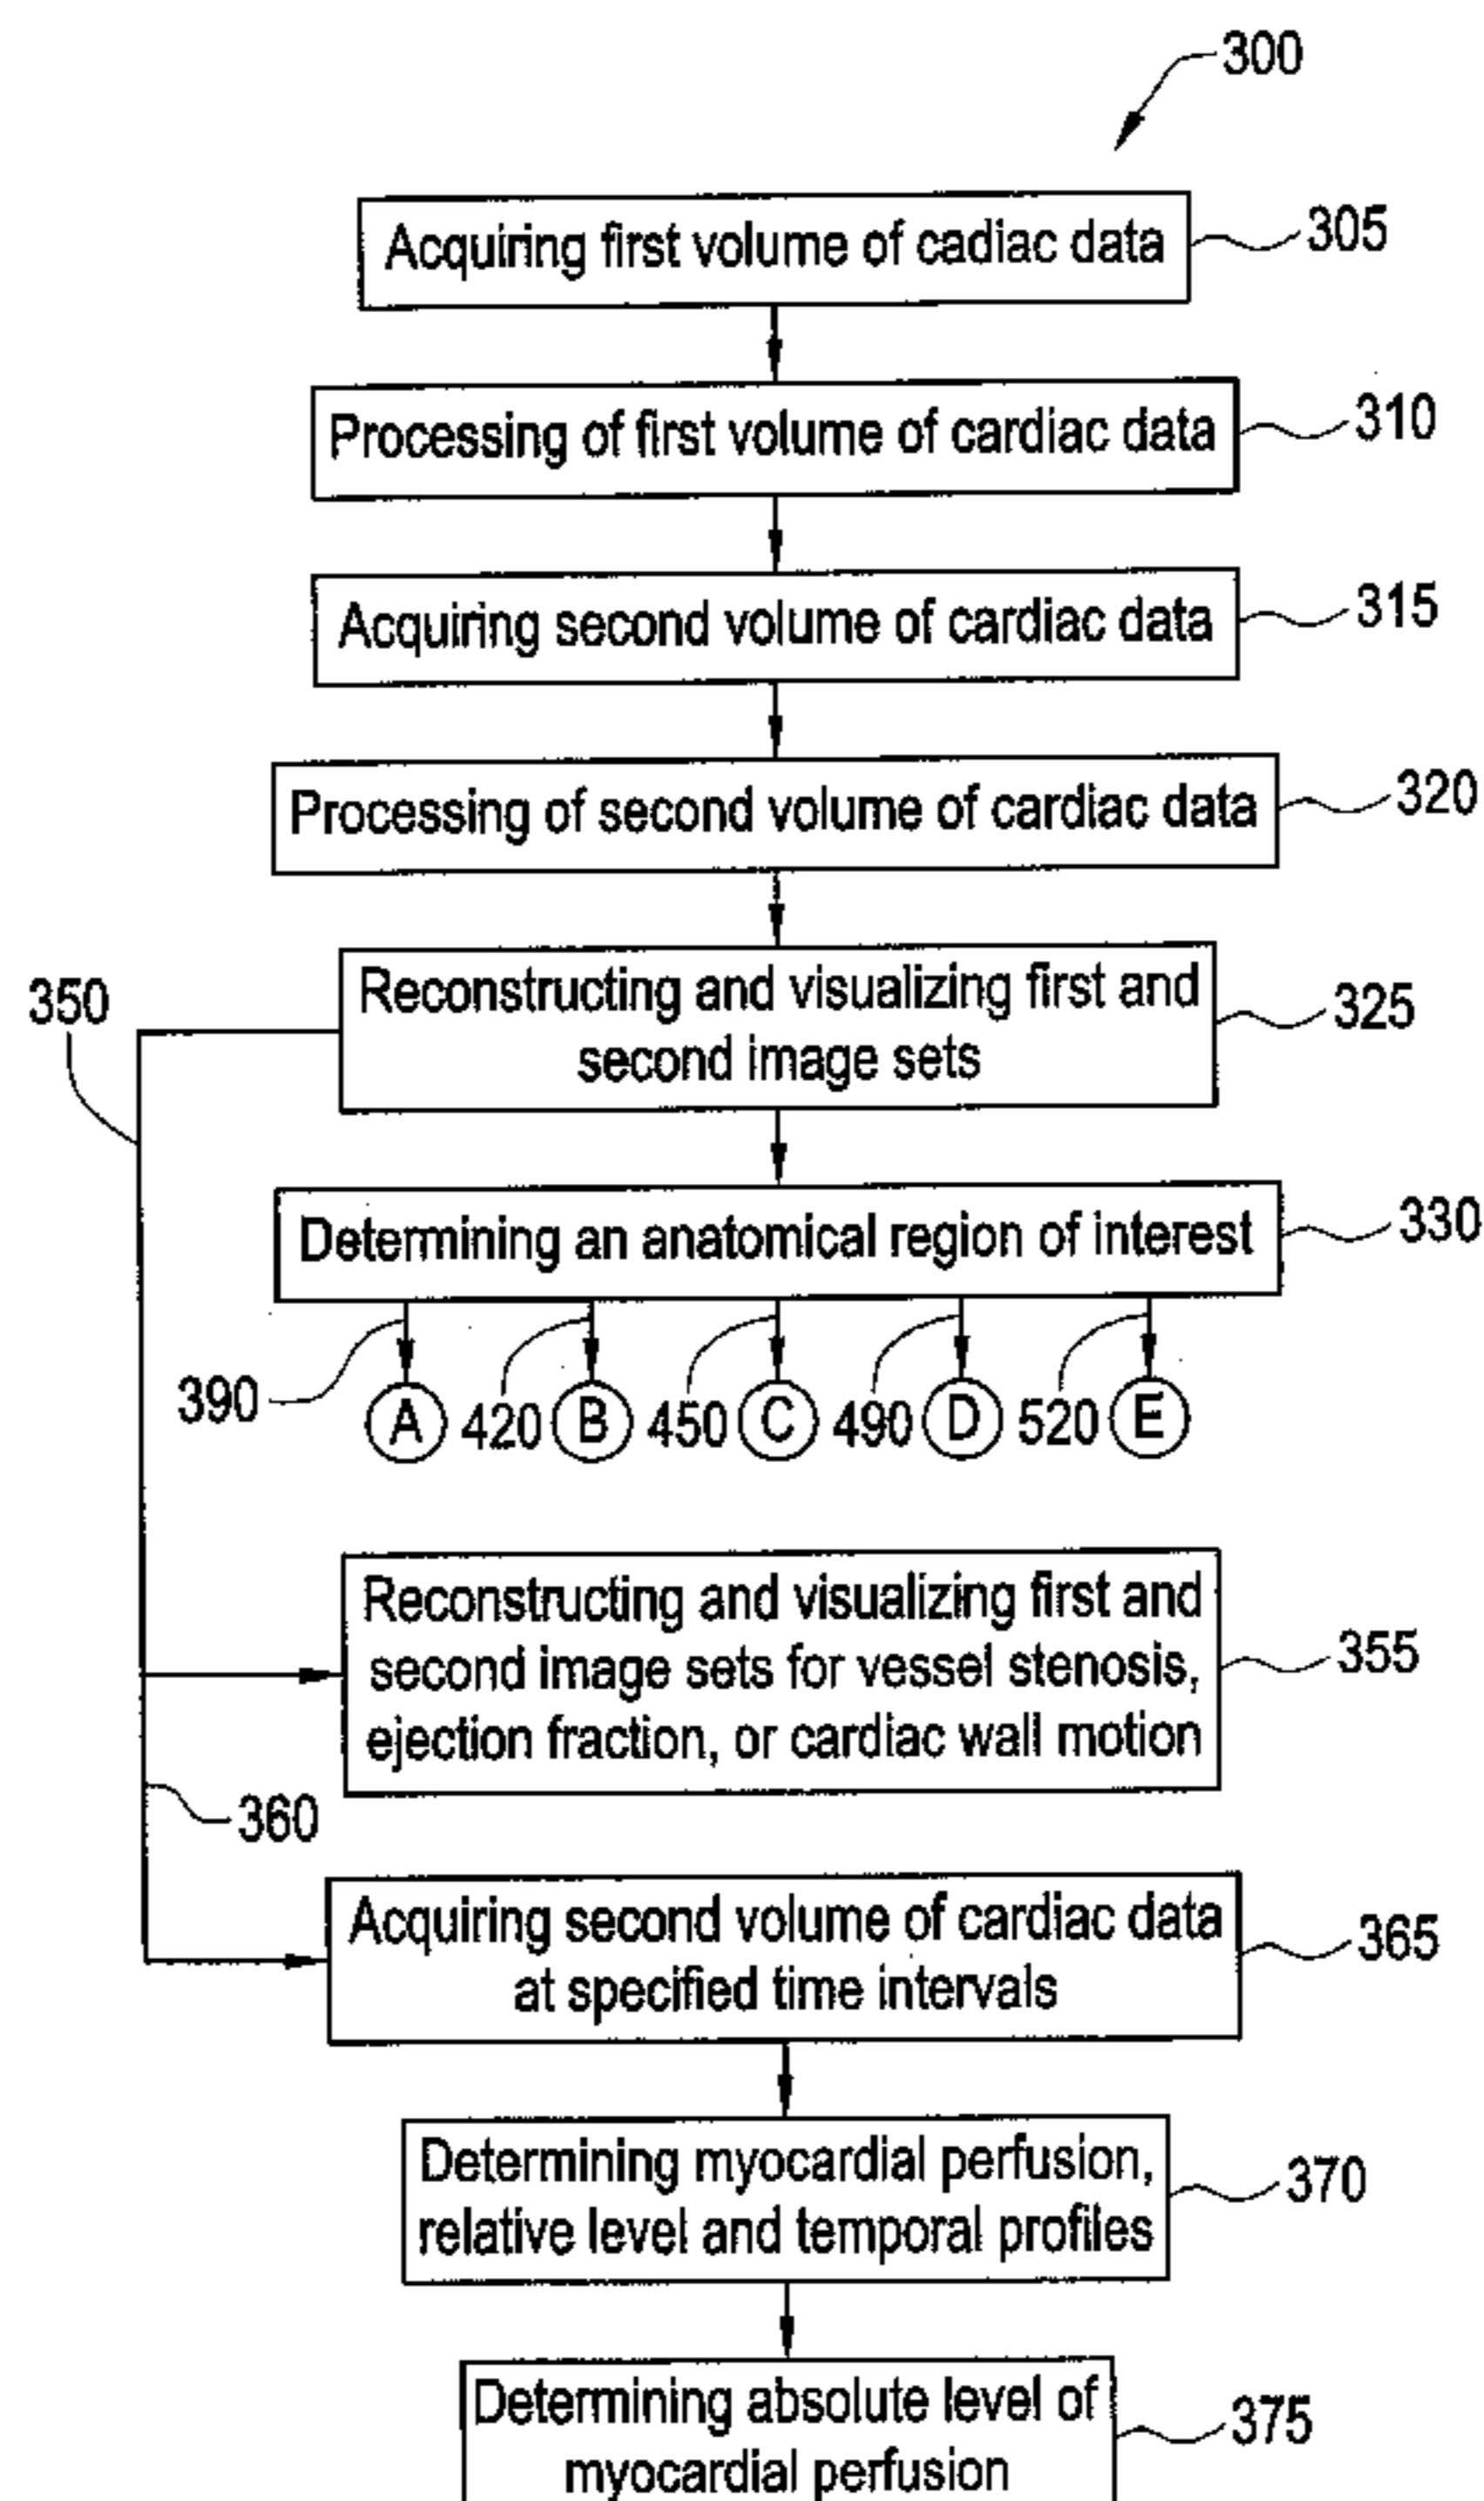 300
Acquiring first volume of cadiac data
305
Processing of first volume of cardiac data
310
Acquiring second volume of cardiac data
315
Processing of second volume of cardiac data
320
350
Reconstructing and visualizing first and
second image sets
325
Determining an anatomical region of interest
330
390
A
420
B
450
C
490
D
520
E
Reconstructing and visualizing first and
second image sets for vessel stenosis,
ejection fraction, or cardiac wall motion
355
360
Acquiring second volume of cardiac data
at specified time intervals
365
Determining myocardial perfusion,
relative level and temporal profiles
370
Determining absolute level of
myocardial perfusion
375